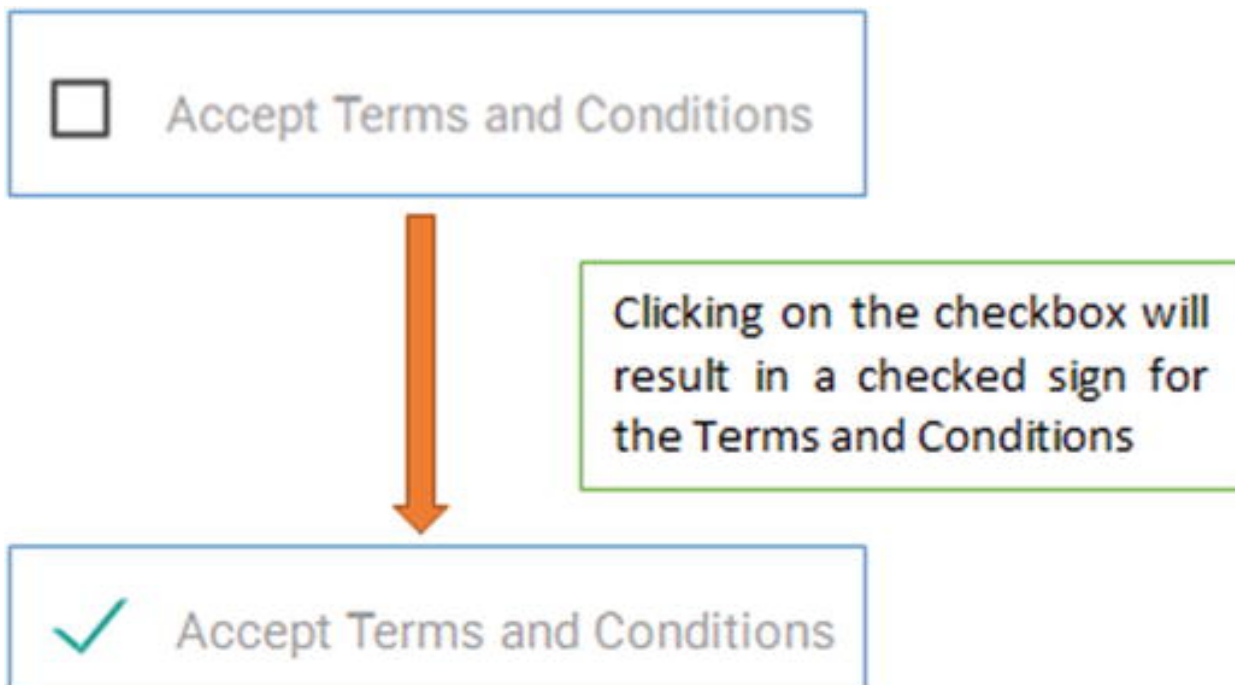 Accept Terms and Conditions
Clicking on the checkbox will
result in a checked sign for
the Terms and Conditions
Accept Terms and Conditions